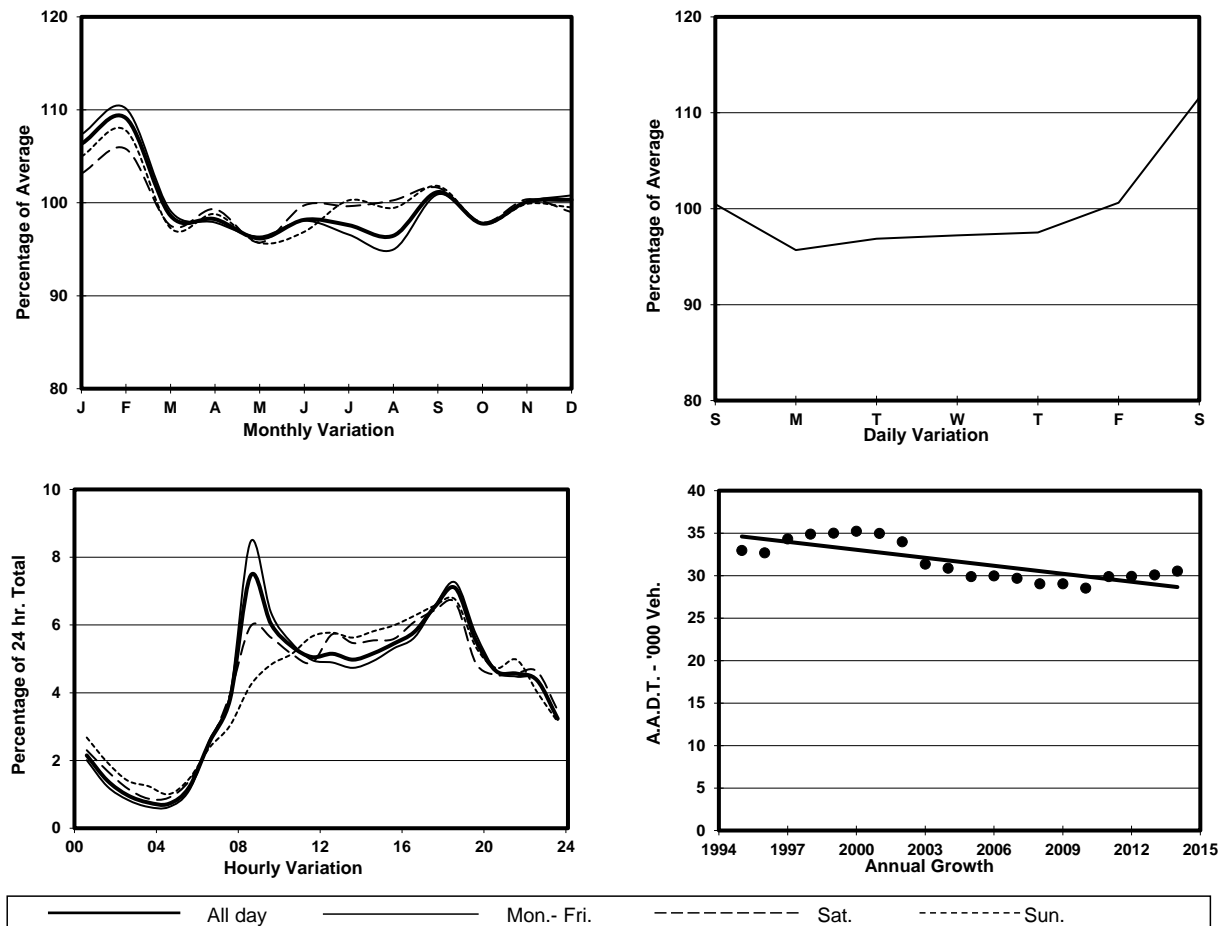 120
110
100
90
80
Percentage of Average
J F M A M J J A S O N D
Monthly Variation
120
110
100
90
80
Percentage of Average
S M T W T F S
Daily Variation
10
8
6
4
2
0
Percentage of 24 hr. Total
00 04 08 12 16 20 24
Hourly Variation
40
35
30
25
20
15
10
5
0
A.A.D.T. - '000 Veh.
1994 1997 2000 2003 2006 2009 2012 2015
Annual Growth
All day Mon.- Fri. Sat. Sun.